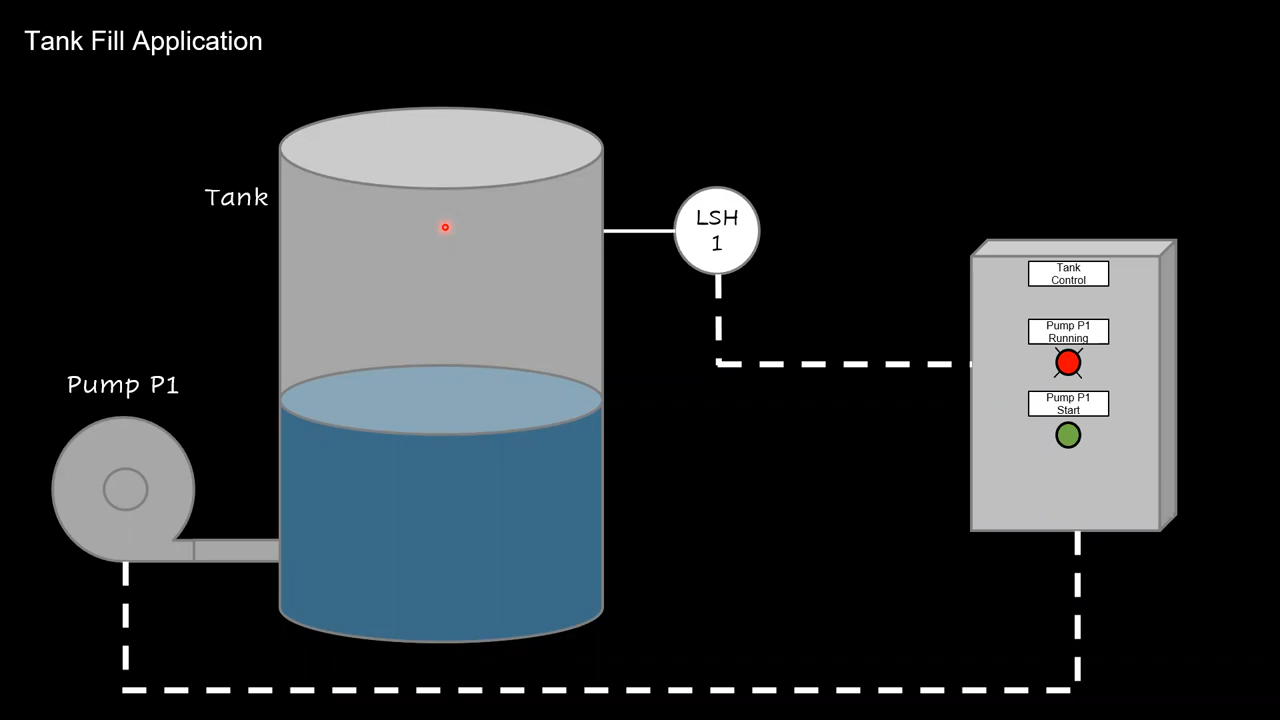 Tank Fill Application
Tank
LSH
1
Tank
Control
Pump P1
Running
Pump P1
Pump P1
Start